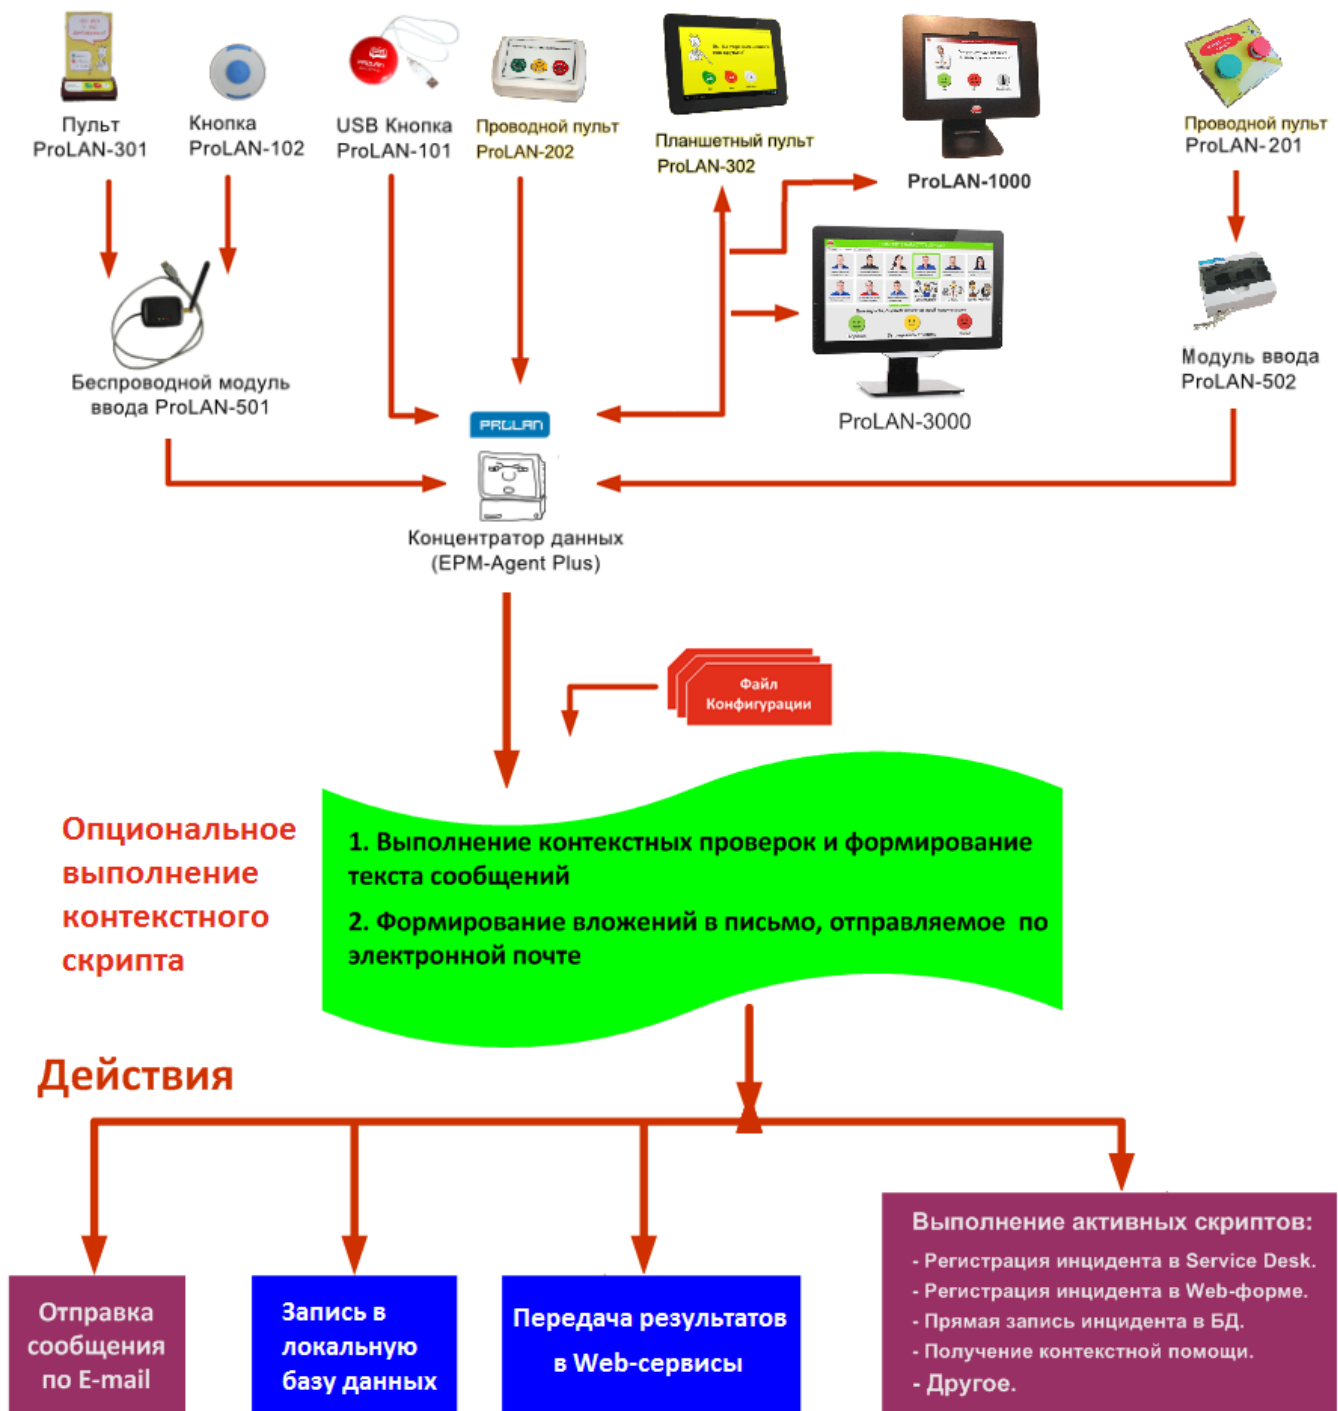 Пульт
ProLAN-301
Кнопка
ProLAN-102
USB Кнопка
ProLAN-101
Проводной пульт
ProLAN-202
Планшетный пульт
ProLAN-302
ProLAN-1000
Проводной пульт
ProLAN-201
Беспроводной модуль
ввода ProLAN-501
ProLAN-3000
Модуль ввода
ProLAN-502
PROLAN
Концентратор данных
(EPM-Agent Plus)
Файл
Конфигурации
Опциональное
выполнение
контекстного
скрипта
1. Выполнение контекстных проверок и формирование
текста сообщений
2. Формирование вложений в письмо, отправляемое по
электронной почте
Действия
Отправка
сообщения
по E-mail
Запись в
локальную
базу данных
Передача результатов
в Web-сервисы
Выполнение активных скриптов:
- Регистрация инцидента в Service Desk.
- Регистрация инцидента в Web-форме.
- Прямая запись инцидента в БД.
- Получение контекстной помощи.
- Другое.